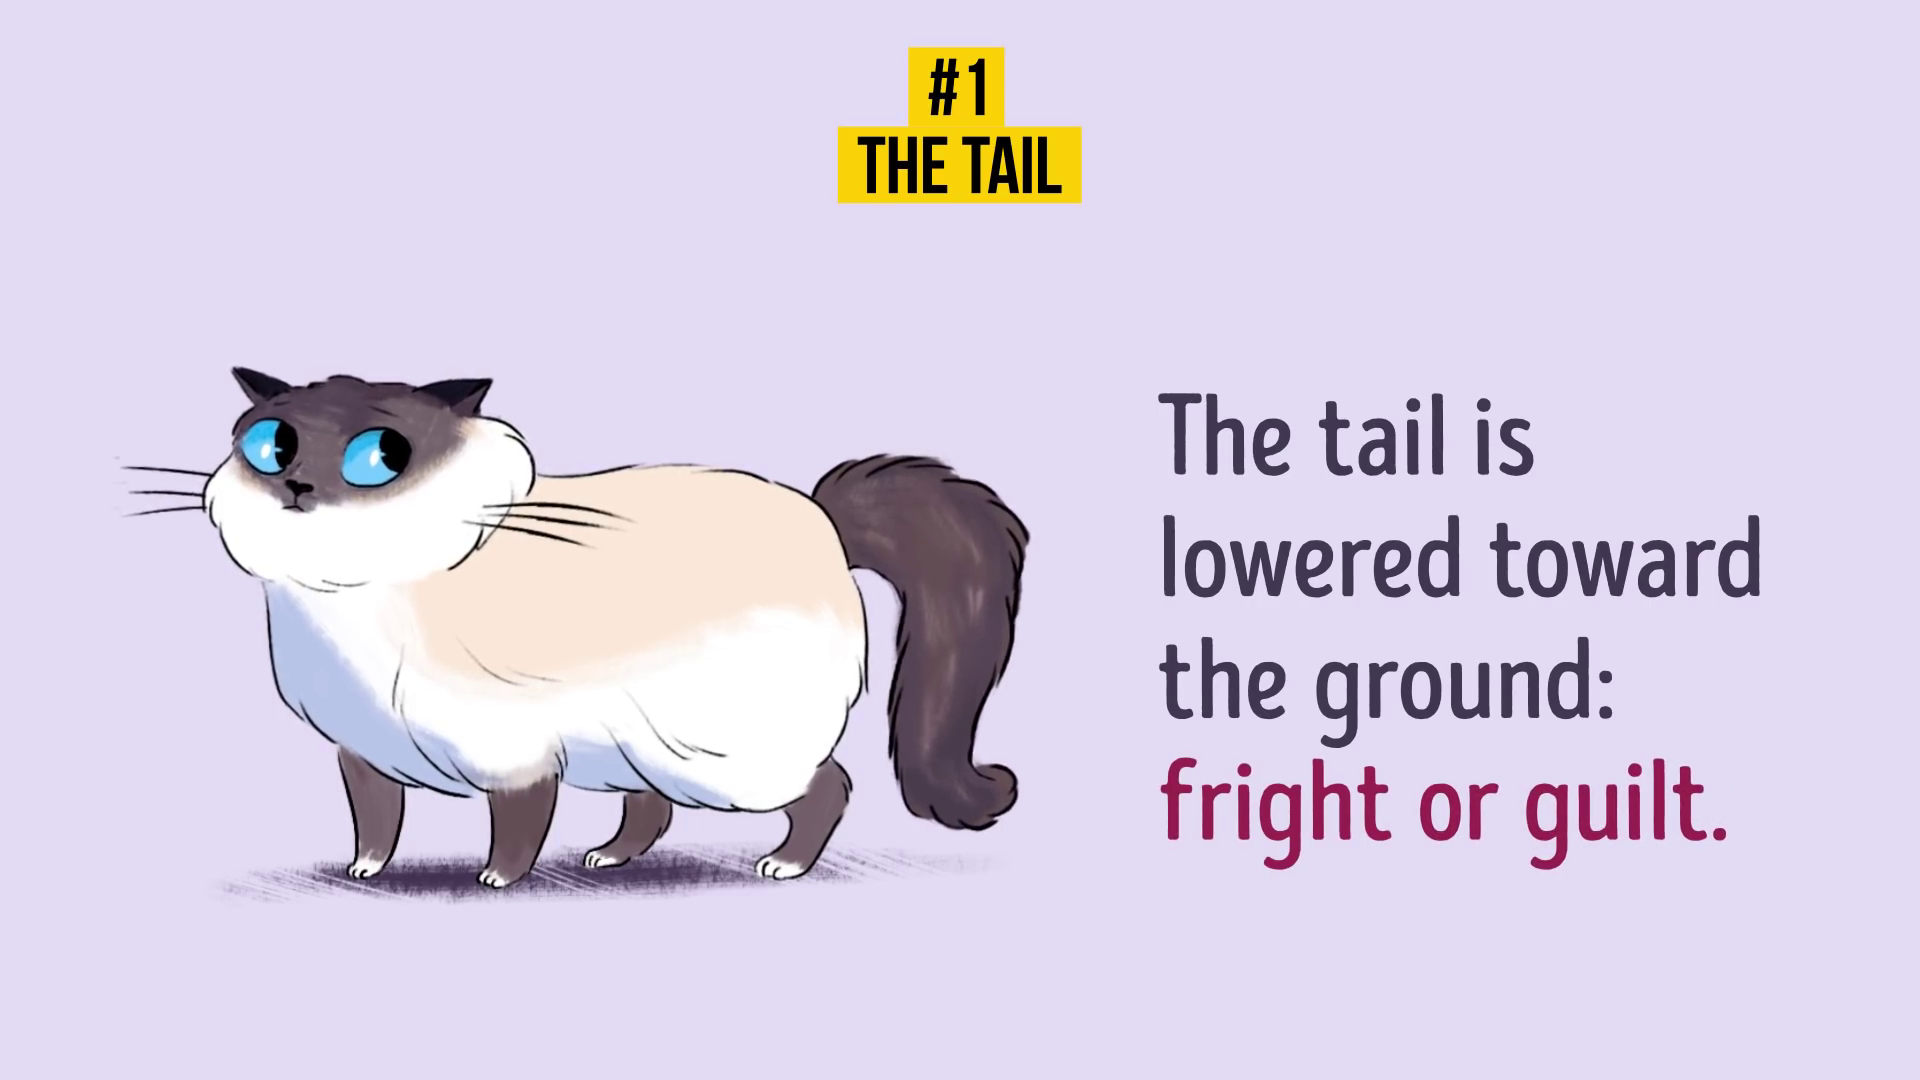 #1
THE TAIL
The tail is
lowered toward
the ground:
fright or guilt.